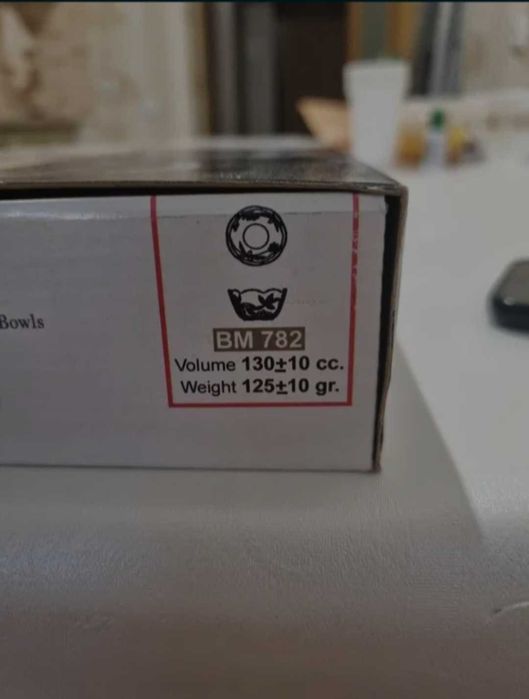 Bowls
BM 782
Volume 130±10 cc.
Weight 125±10 gr.